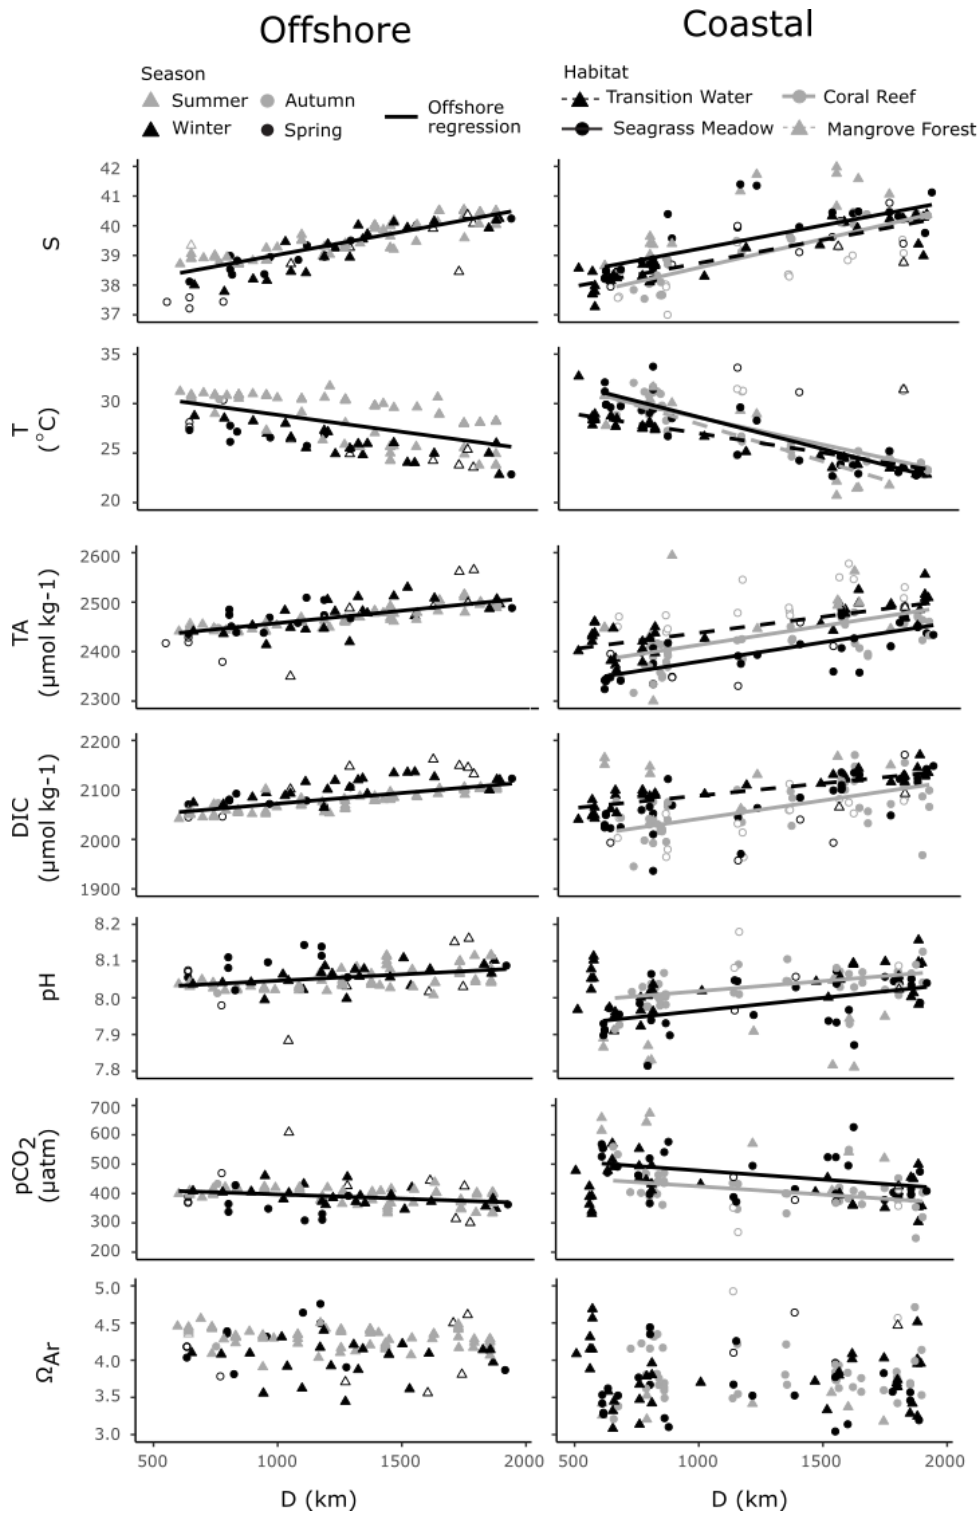 Offshore Coastal
Season
Summer Autumn
Winter Spring
Offshore
regression
Habitat
Transition Water Coral Reef
Seagrass Meadow Mangrove Forest
S
42
41
40
39
38
37
T
(°C)
35
30
25
20
TA
(μmol kg-1)
2600
2500
2400
2300
DIC
(μmol kg-1)
2200
2100
2000
1900
pH
8.2
8.1
8.0
7.9
7.8
pCO2
(μatm)
700
600
500
400
300
200
ΩAr
5.0
4.5
4.0
3.5
3.0
500 1000 1500 2000 500 1000 1500 2000
D (km) D (km)